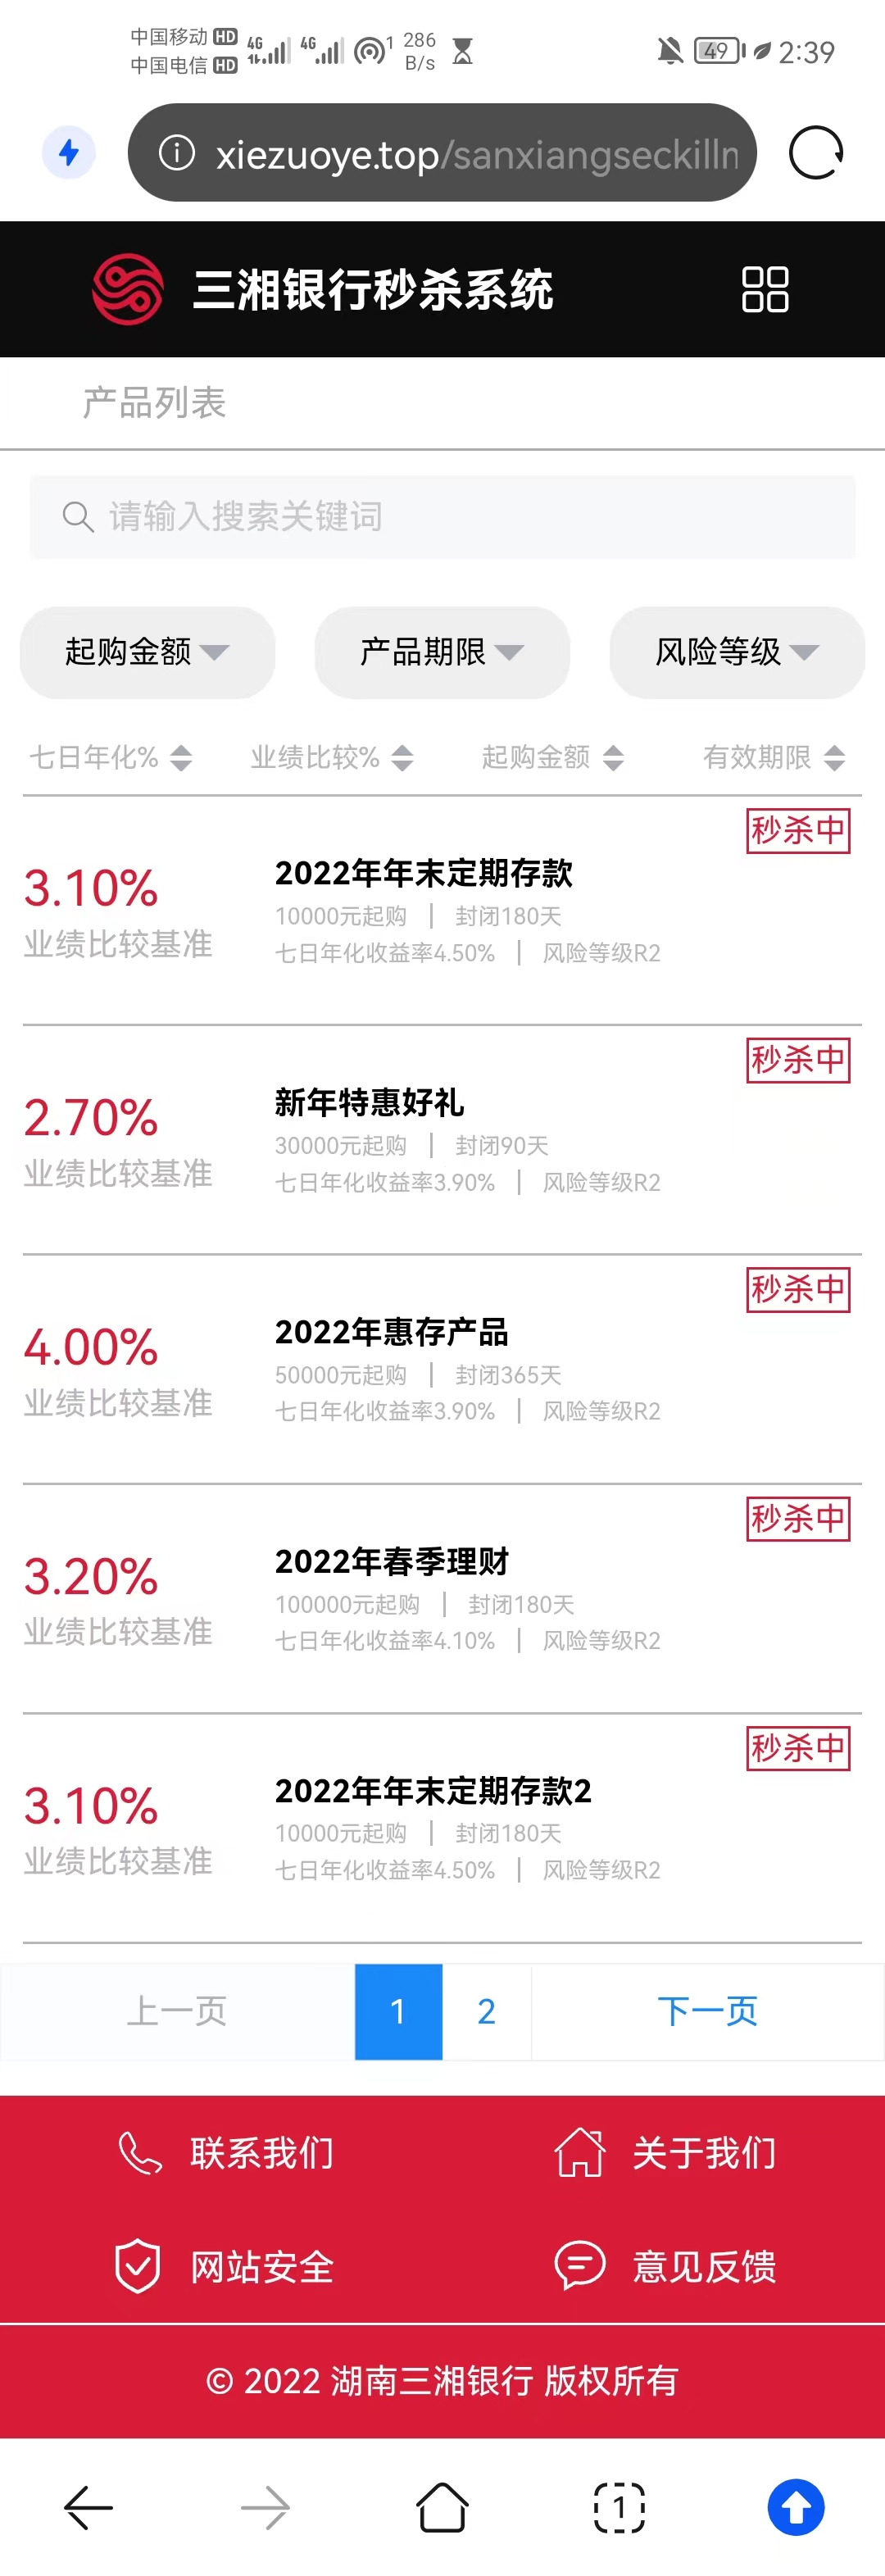 中国移动 HD 4G 4G 1 286 49 2:39
中国电信 HD B/s
xiezuoye.top/sanxiangseckill
三湘银行秒杀系统
产品列表
请输入搜索关键词
起购金额 产品期限 风险等级
七日年化% 业绩比较% 起购金额 有效期限
秒杀中
3.10% 2022年年末定期存款
业绩比较基准 10000元起购 | 封闭180天
七日年化收益率4.50% | 风险等级R2
秒杀中
2.70% 新年特惠好礼
业绩比较基准 30000元起购 | 封闭90天
七日年化收益率3.90% | 风险等级R2
秒杀中
4.00% 2022年惠存产品
业绩比较基准 50000元起购 | 封闭365天
七日年化收益率3.90% | 风险等级R2
秒杀中
3.20% 2022年春季理财
业绩比较基准 100000元起购 | 封闭180天
七日年化收益率4.10% | 风险等级R2
秒杀中
3.10% 2022年年末定期存款2
业绩比较基准 10000元起购 | 封闭180天
七日年化收益率4.50% | 风险等级R2
上一页 1 2 下一页
联系我们 关于我们
网站安全 意见反馈
© 2022 湖南三湘银行 版权所有
1